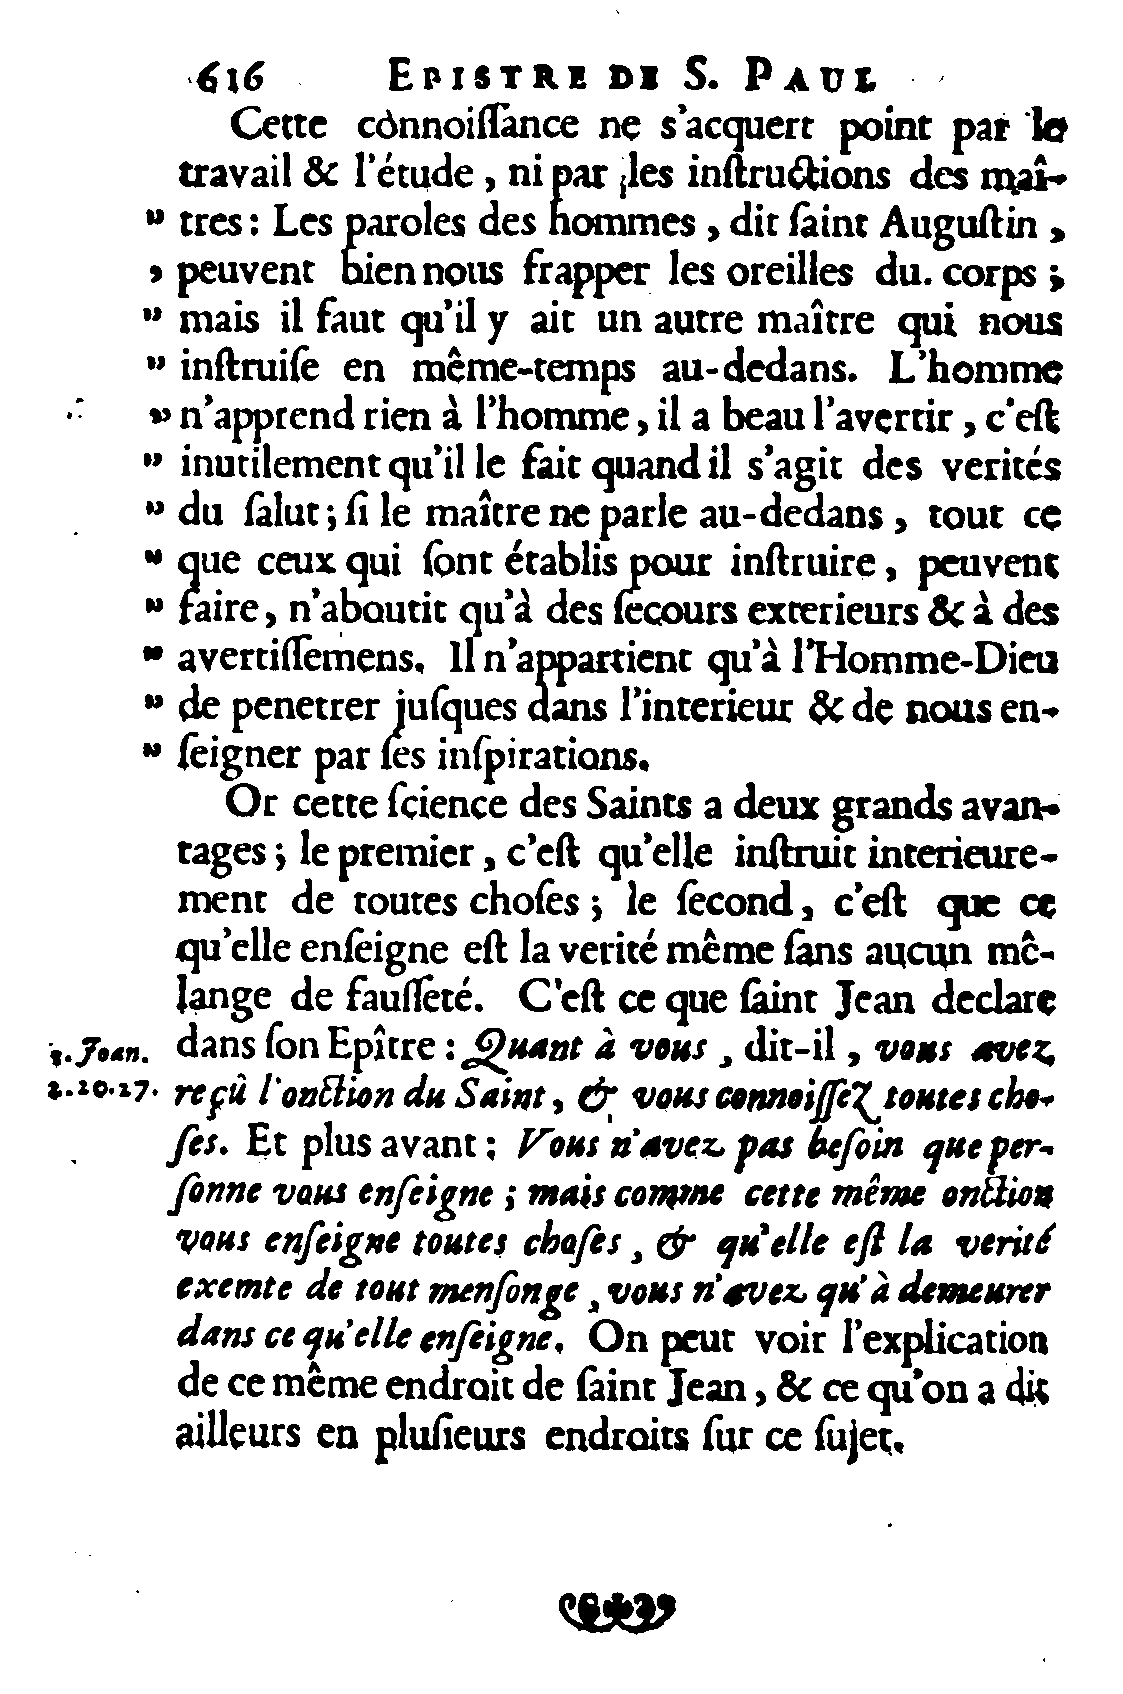 616 EPISTRE DE S. PAUL
Cette connoiſſance ne s'acquert point par le
travail & l'étude, ni par les inſtructions des maî-
" tres: Les paroles des hommes, dit ſaint Auguſtin,
, peuvent bien nous frapper les oreilles du corps;
" mais il faut qu'il y ait un autre maître qui nous
" inſtruiſe en même-temps au-dedans. L'homme
" n'apprend rien à l'homme, il a beau l'avertir, c'eſt
" inutilement qu'il le fait quand il s'agit des verités
" du ſalut; ſi le maître ne parle au-dedans, tout ce
" que ceux qui ſont établis pour inſtruire, peuvent
" faire, n'aboutit qu'à des ſecours exterieurs & à des
" avertiſſemens. Il n'appartient qu'à l'Homme-Dieu
" de penetrer juſques dans l'interieur & de nous en-
" ſeigner par ſes inſpirations.
Or cette ſcience des Saints a deux grands avan-
tages; le premier, c'eſt qu'elle inſtruit interieure-
ment de toutes choſes; le ſecond, c'eſt que ce
qu'elle enſeigne eſt la verité même ſans aucun mê-
lange de fauſſeté. C'eſt ce que ſaint Jean declare
1. Joan. dans ſon Epître: Quant à vous, dit-il, vous avez
2. 20. 27. reçû l'onction du Saint, & vous connoiſſez toutes cho-
ſes. Et plus avant: Vous n'avez pas beſoin que per-
ſonne vous enſeigne; mais comme cette même onction
vous enſeigne toutes choſes, & qu'elle eſt la verité
exemte de tout menſonge, vous n'avez qu'à demeurer
dans ce qu'elle enſeigne. On peut voir l'explication
de ce même endroit de ſaint Jean, & ce qu'on a dit
ailleurs en pluſieurs endroits ſur ce ſujet.